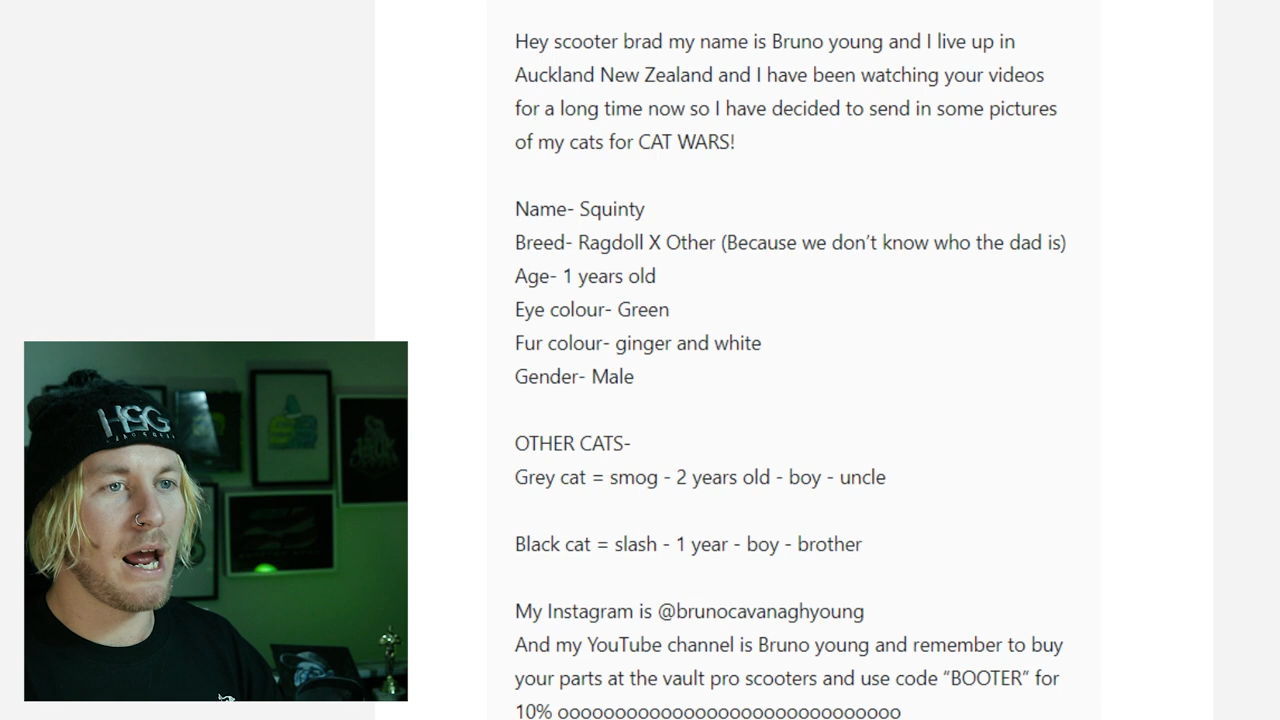 Hey scooter brad my name is Bruno young and I live up in
Auckland New Zealand and I have been watching your videos
for a long time now so I have decided to send in some pictures
of my cats for CAT WARS!
Name- Squinty
Breed- Ragdoll X Other (Because we don’t know who the dad is)
Age- 1 years old
Eye colour- Green
Fur colour- ginger and white
Gender- Male
OTHER CATS-
Grey cat = smog - 2 years old - boy - uncle
Black cat = slash - 1 year - boy - brother
My Instagram is @brunocavanaghyoung
And my YouTube channel is Bruno young and remember to buy
your parts at the vault pro scooters and use code “BOOTER” for
10% oooooooooooooooooooooooooooooo
HSG